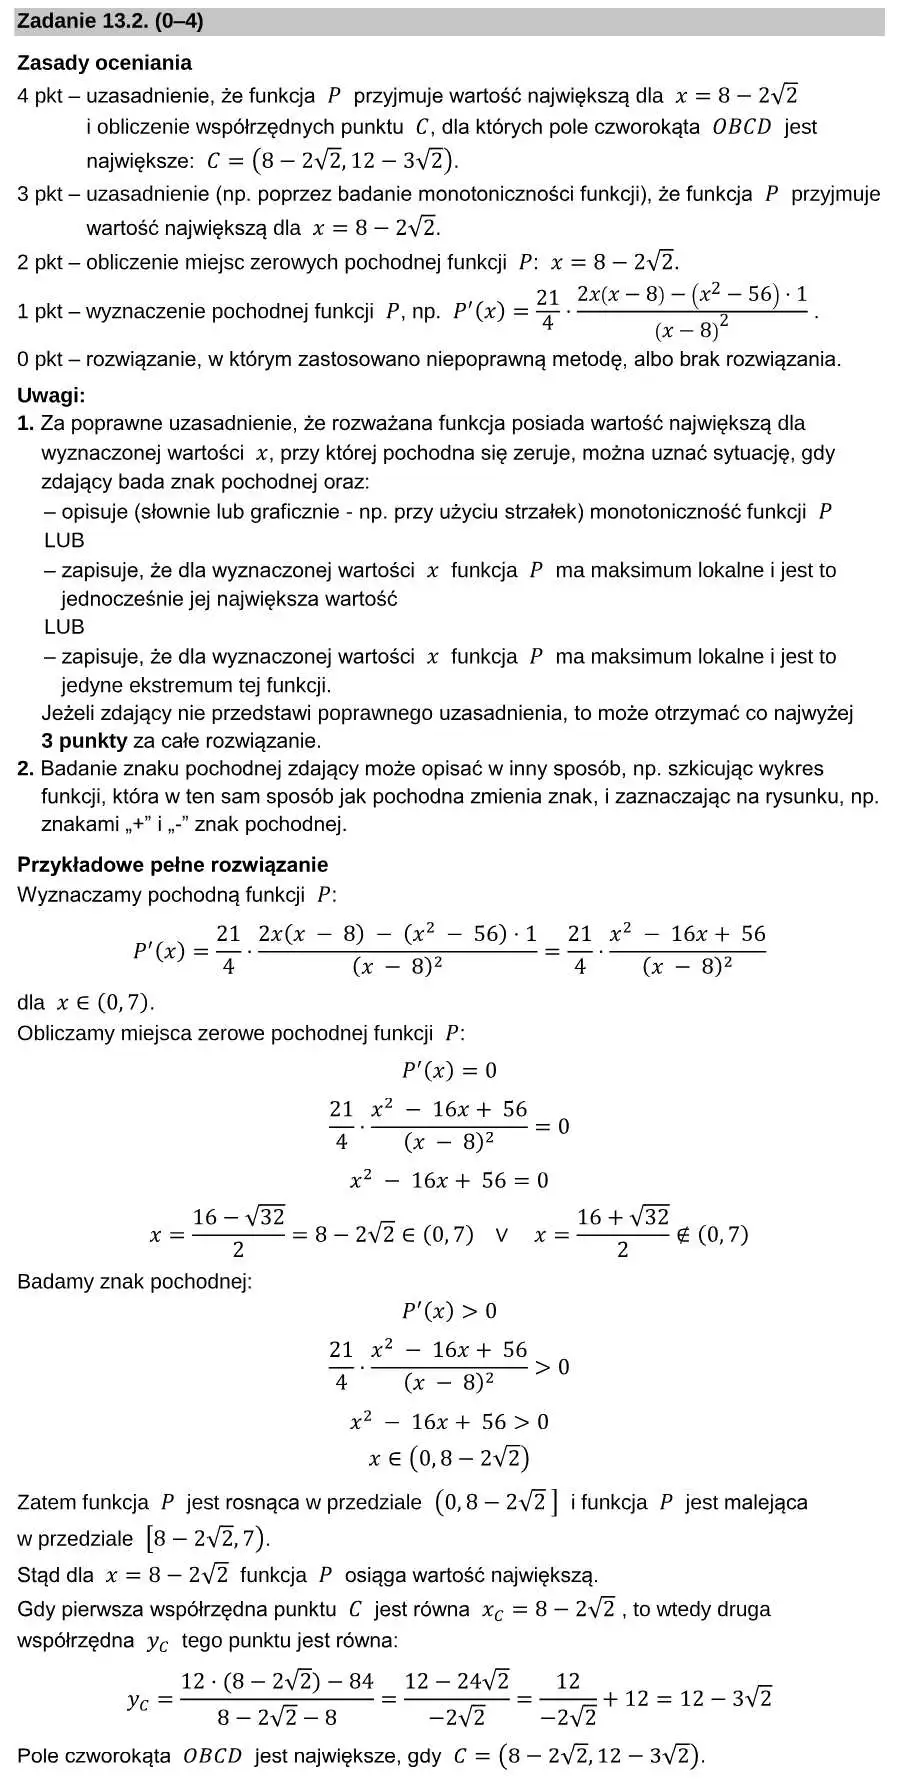 Zadanie 13.2. (0–4)
Zasady oceniania
4 pkt – uzasadnienie, że funkcja P przyjmuje wartość największą dla x = 8 − 2√2
i obliczenie współrzędnych punktu C, dla których pole czworokąta OBCD jest
największe: C = (8 − 2√2, 12 − 3√2).
3 pkt – uzasadnienie (np. poprzez badanie monotoniczności funkcji), że funkcja P przyjmuje
wartość największą dla x = 8 − 2√2.
2 pkt – obliczenie miejsc zerowych pochodnej funkcji P: x = 8 − 2√2.
1 pkt – wyznaczenie pochodnej funkcji P, np. P′(x) = 21/4 · (2x(x − 8) − (x² − 56) · 1)/(x − 8)² .
0 pkt – rozwiązanie, w którym zastosowano niepoprawną metodę, albo brak rozwiązania.
Uwagi:
1. Za poprawne uzasadnienie, że rozważana funkcja posiada wartość największą dla
wyznaczonej wartości x, przy której pochodna się zeruje, można uznać sytuację, gdy
zdający bada znak pochodnej oraz:
– opisuje (słownie lub graficznie - np. przy użyciu strzałek) monotoniczność funkcji P
LUB
– zapisuje, że dla wyznaczonej wartości x funkcja P ma maksimum lokalne i jest to
jednocześnie jej największa wartość
LUB
– zapisuje, że dla wyznaczonej wartości x funkcja P ma maksimum lokalne i jest to
jedyne ekstremum tej funkcji.
Jeżeli zdający nie przedstawi poprawnego uzasadnienia, to może otrzymać co najwyżej
3 punkty za całe rozwiązanie.
2. Badanie znaku pochodnej zdający może opisać w inny sposób, np. szkicując wykres
funkcji, która w ten sam sposób jak pochodna zmienia znak, i zaznaczając na rysunku, np.
znakami „+” i „-” znak pochodnej.
Przykładowe pełne rozwiązanie
Wyznaczamy pochodną funkcji P:
P′(x) = 21/4 · (2x(x − 8) − (x² − 56) · 1)/(x − 8)² = 21/4 · (x² − 16x + 56)/(x − 8)²
dla x ∈ (0, 7).
Obliczamy miejsca zerowe pochodnej funkcji P:
P′(x) = 0
21/4 · (x² − 16x + 56)/(x − 8)² = 0
x² − 16x + 56 = 0
x = (16 − √32)/2 = 8 − 2√2 ∈ (0, 7) ∨ x = (16 + √32)/2 ∉ (0, 7)
Badamy znak pochodnej:
P′(x) > 0
21/4 · (x² − 16x + 56)/(x − 8)² > 0
x² − 16x + 56 > 0
x ∈ (0, 8 − 2√2)
Zatem funkcja P jest rosnąca w przedziale (0, 8 − 2√2] i funkcja P jest malejąca
w przedziale [8 − 2√2, 7).
Stąd dla x = 8 − 2√2 funkcja P osiąga wartość największą.
Gdy pierwsza współrzędna punktu C jest równa x_C = 8 − 2√2 , to wtedy druga
współrzędna y_C tego punktu jest równa:
y_C = (12 · (8 − 2√2) − 84)/(8 − 2√2 − 8) = (12 − 24√2)/(−2√2) = 12/(−2√2) + 12 = 12 − 3√2
Pole czworokąta OBCD jest największe, gdy C = (8 − 2√2, 12 − 3√2).